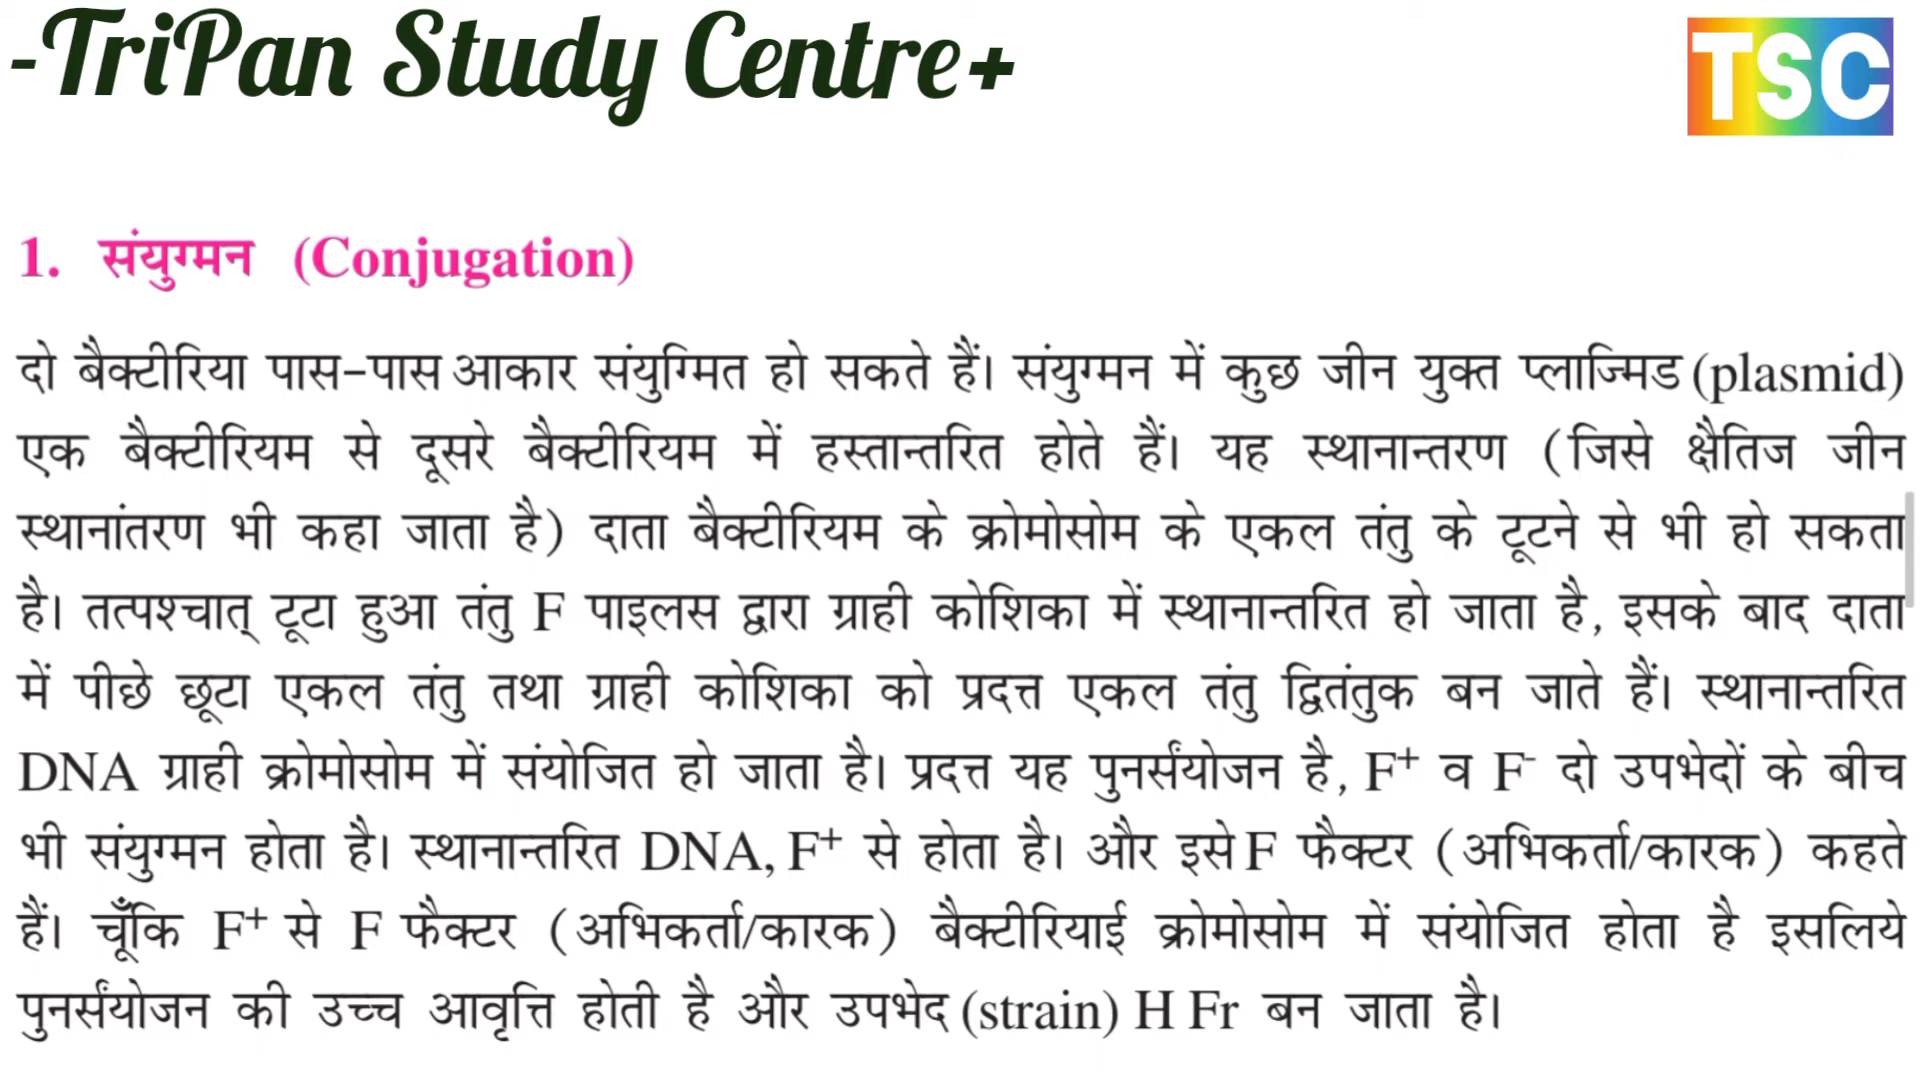 -TriPan Study Centre+
TSC
1. संयुग्मन (Conjugation)
दो बैक्टीरिया पास-पास आकार संयुग्मित हो सकते हैं। संयुग्मन में कुछ जीन युक्त प्लाज्मिड (plasmid)
एक बैक्टीरियम से दूसरे बैक्टीरियम में हस्तान्तरित होते हैं। यह स्थानान्तरण (जिसे क्षैतिज जीन
स्थानांतरण भी कहा जाता है) दाता बैक्टीरियम के क्रोमोसोम के एकल तंतु के टूटने से भी हो सकता
है। तत्पश्चात् टूटा हुआ तंतु F पाइलस द्वारा ग्राही कोशिका में स्थानान्तरित हो जाता है, इसके बाद दाता
में पीछे छूटा एकल तंतु तथा ग्राही कोशिका को प्रदत्त एकल तंतु द्वितंतुक बन जाते हैं। स्थानान्तरित
DNA ग्राही क्रोमोसोम में संयोजित हो जाता है। प्रदत्त यह पुनर्संयोजन है, F⁺ व F⁻ दो उपभेदों के बीच
भी संयुग्मन होता है। स्थानान्तरित DNA, F⁺ से होता है। और इसे F फैक्टर (अभिकर्ता/कारक) कहते
हैं। चूँकि F⁺ से F फैक्टर (अभिकर्ता/कारक) बैक्टीरियाई क्रोमोसोम में संयोजित होता है इसलिये
पुनर्संयोजन की उच्च आवृत्ति होती है और उपभेद (strain) H Fr बन जाता है।